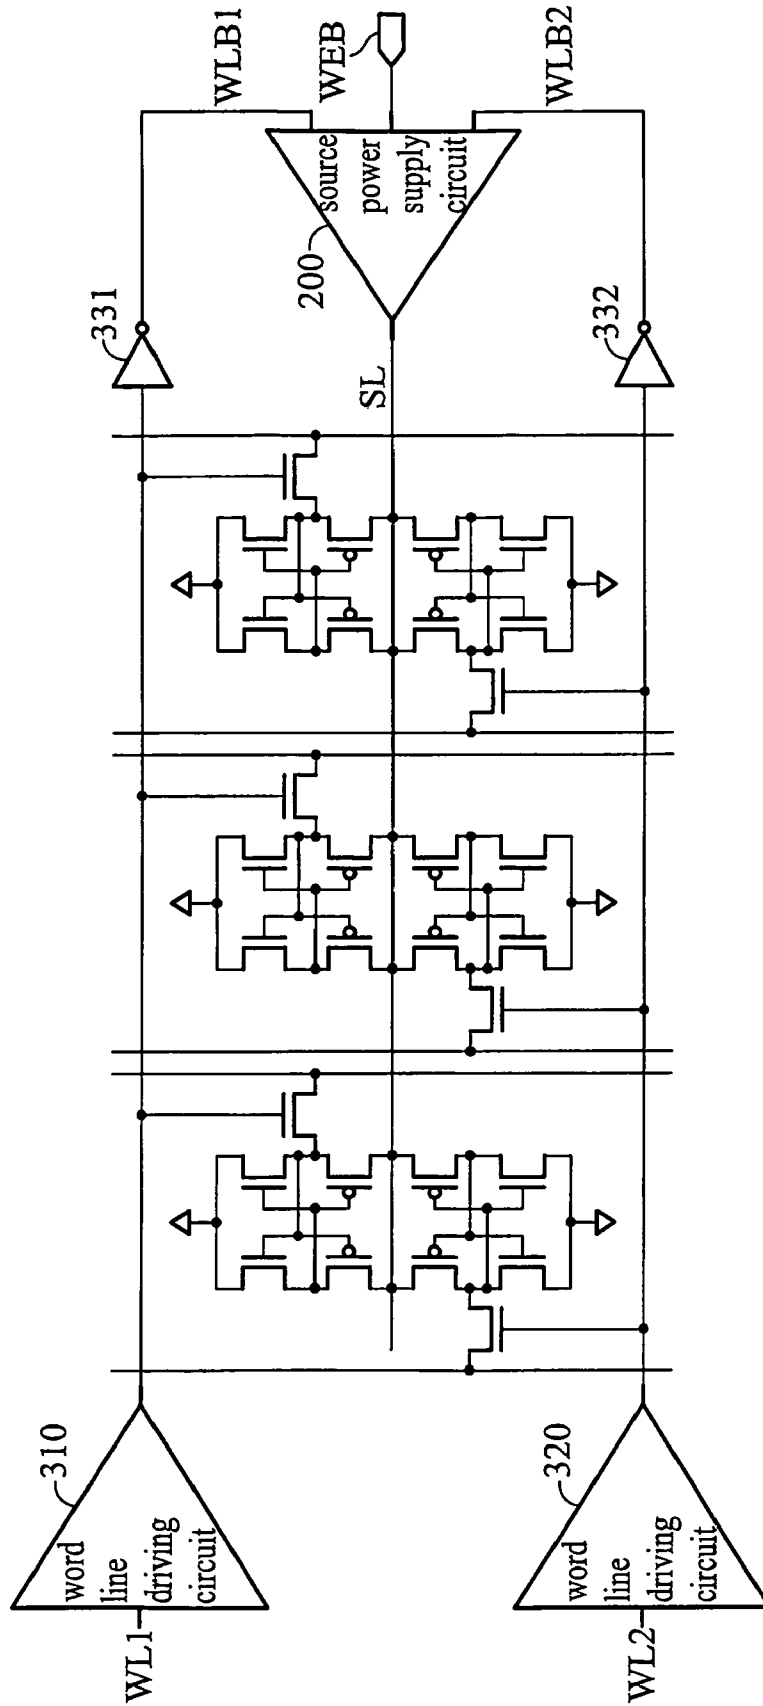 WLB1
WEB
WLB2
source
power
supply
circuit
200
331
332
SL
310
word
line
driving
circuit
WL1
320
word
line
driving
circuit
WL2